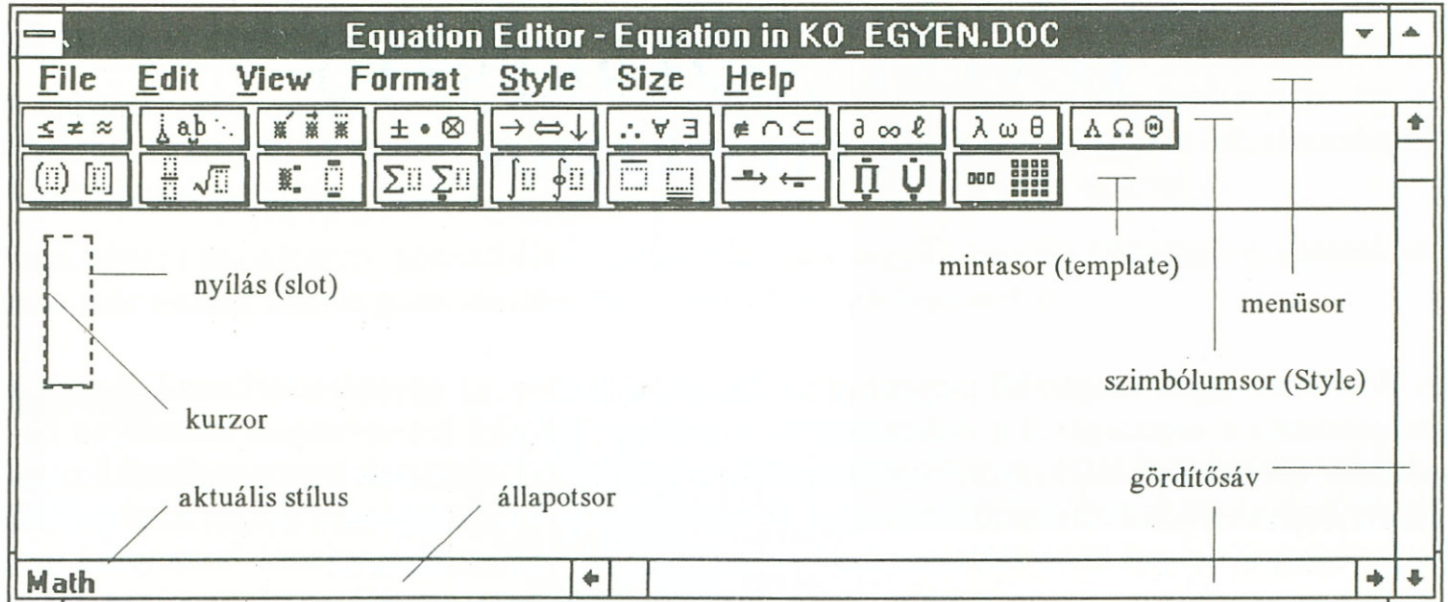 Equation Editor - Equation in KO_EGYEN.DOC
File Edit View Format Style Size Help
≤ ≠ ≈ ạḅ ⋱ ± • ⊗ → ⇔ ↓ ∴ ∀ ∃ ∉ ∩ ⊂ ∂ ∞ ℓ λ ω θ Λ Ω Θ
nyílás (slot)
mintasor (template)
menüsor
szimbólumsor (Style)
kurzor
gördítősáv
aktuális stílus
állapotsor
Math